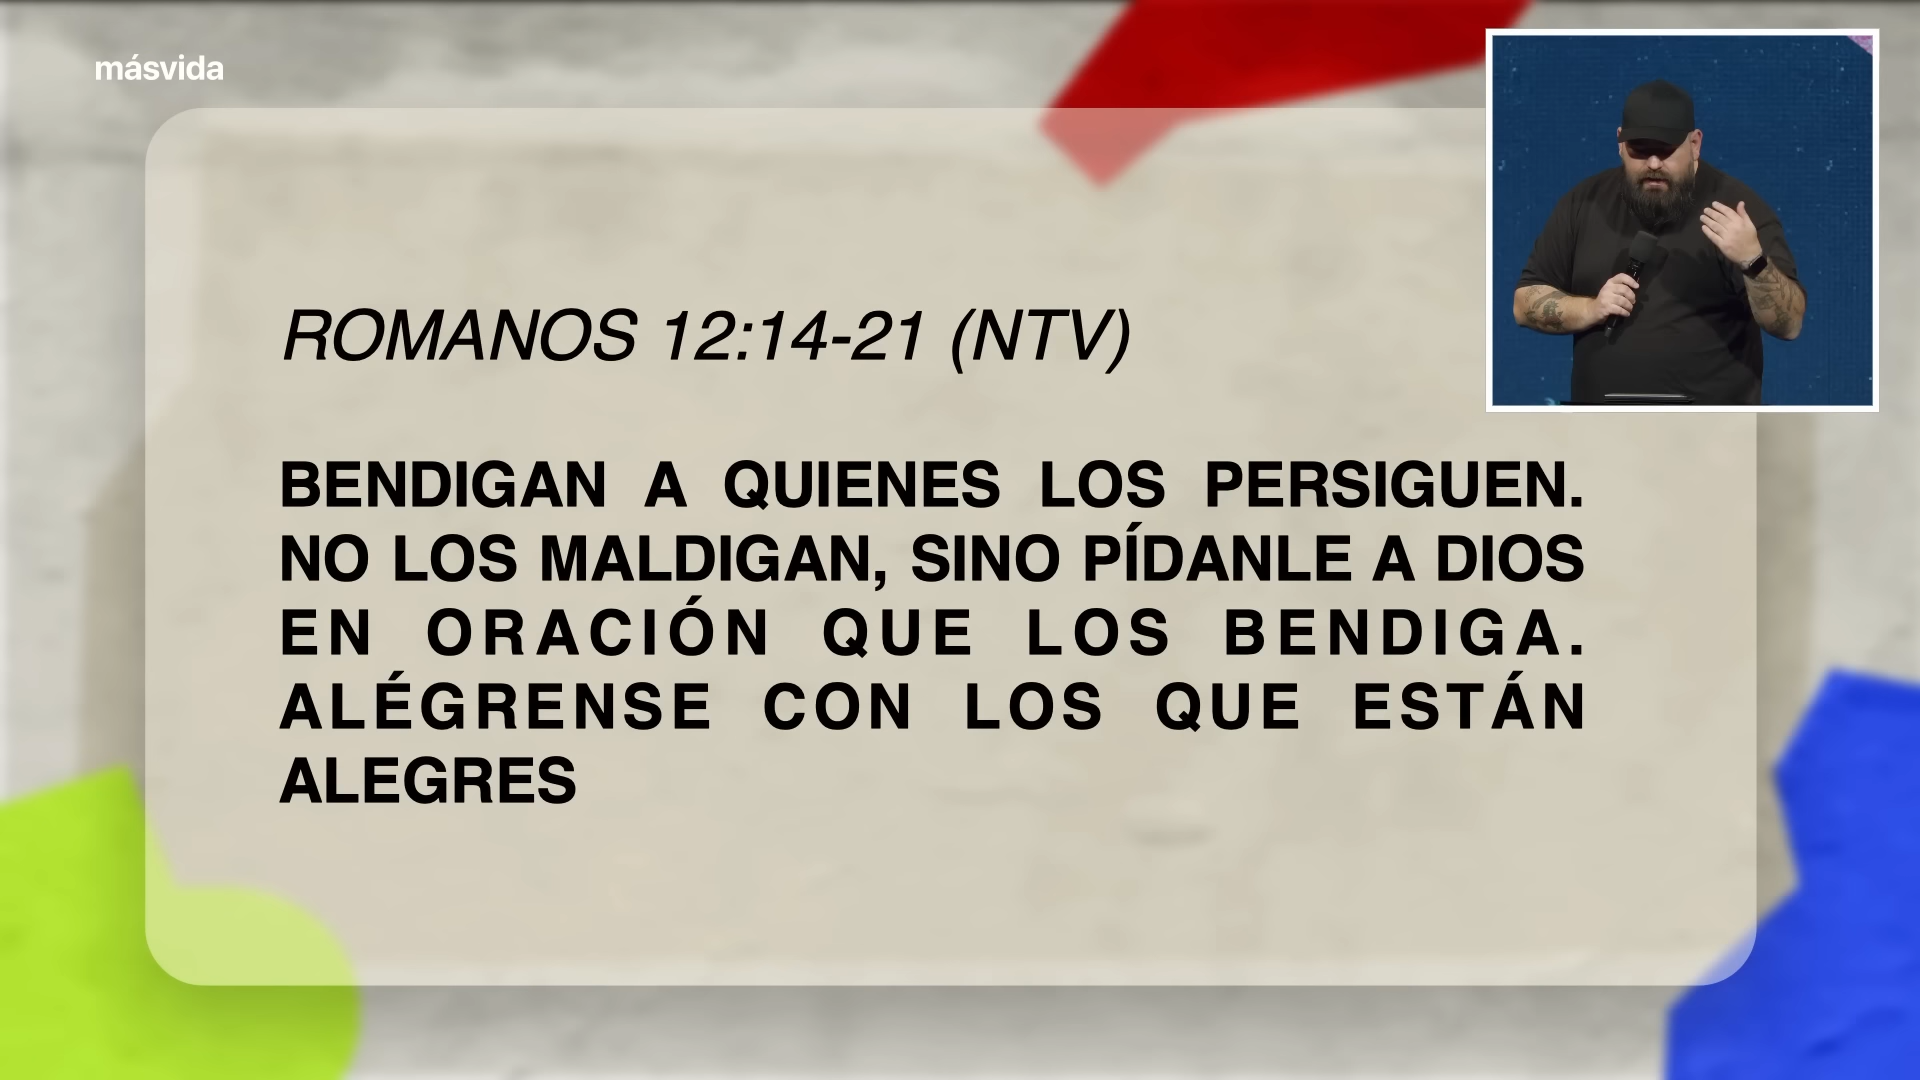 másvida
ROMANOS 12:14-21 (NTV)
BENDIGAN A QUIENES LOS PERSIGUEN.
NO LOS MALDIGAN, SINO PÍDANLE A DIOS
EN ORACIÓN QUE LOS BENDIGA.
ALÉGRENSE CON LOS QUE ESTÁN
ALEGRES